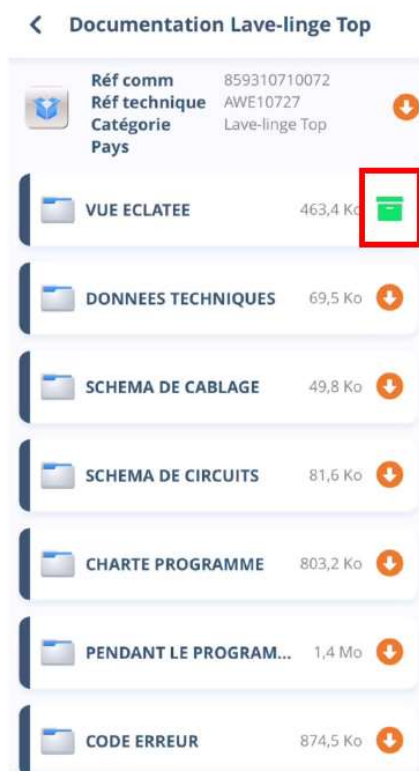 Documentation Lave-linge Top
Réf comm 859310710072
Réf technique AWE10727
Catégorie Lave-linge Top
Pays
VUE ECLATEE 463,4 Ko
DONNEES TECHNIQUES 69,5 Ko
SCHEMA DE CABLAGE 49,8 Ko
SCHEMA DE CIRCUITS 81,6 Ko
CHARTE PROGRAMME 803,2 Ko
PENDANT LE PROGRAM... 1,4 Mo
CODE ERREUR 874,5 Ko